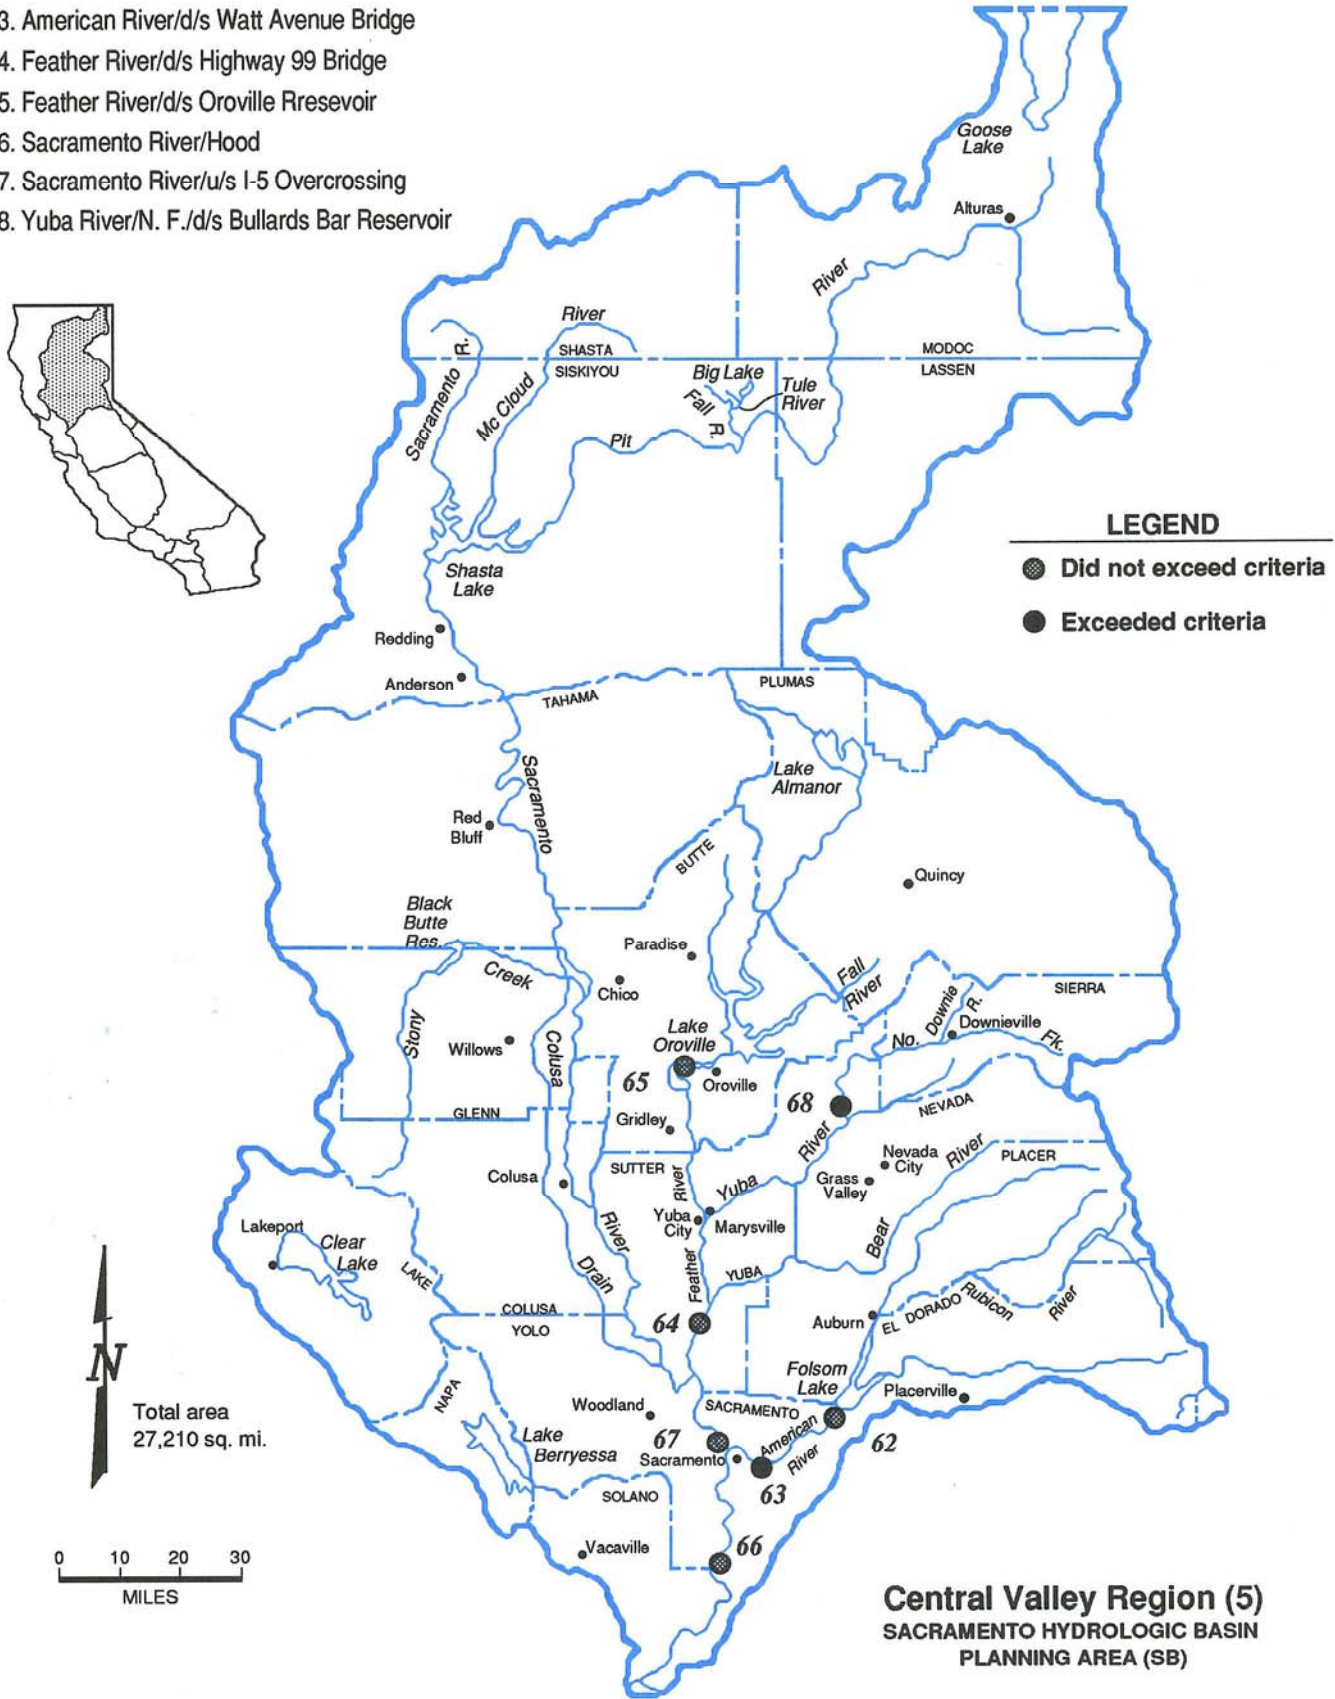 3. American River/d/s Watt Avenue Bridge
4. Feather River/d/s Highway 99 Bridge
5. Feather River/d/s Oroville Rresevoir
6. Sacramento River/Hood
7. Sacramento River/u/s I-5 Overcrossing
8. Yuba River/N. F./d/s Bullards Bar Reservoir
Goose
Lake
Alturas
River
River
Sacramento R.
Mc Cloud
SHASTA
SISKIYOU
MODOC
LASSEN
Big Lake
Fall R.
Tule
River
Pit
LEGEND
Did not exceed criteria
Exceeded criteria
Shasta
Lake
Redding
Anderson
TAHAMA
PLUMAS
Sacramento
Lake
Almanor
Red
Bluff
BUTTE
Quincy
Black
Butte
Res.
Paradise
Creek
Chico
Fall
River
SIERRA
Stony
Willows
Colusa
Lake
Oroville
No.
Downie R.
Downieville
Fk.
65
Oroville
68
GLENN
Gridley
NEVADA
River
SUTTER
River
Nevada
City
River
PLACER
Colusa
Yuba
Grass
Valley
Yuba
City
Marysville
Lakeport
Clear
Lake
River
Bear
LAKE
Drain
Feather
YUBA
COLUSA
YOLO
64
Auburn
EL DORADO
Rubicon
River
N
Folsom
Lake
Placerville
NAPA
Woodland
SACRAMENTO
Total area
27,210 sq. mi.
Lake
Berryessa
67
Sacramento
American
River
62
63
SOLANO
66
Vacaville
0 10 20 30
MILES
Central Valley Region (5)
SACRAMENTO HYDROLOGIC BASIN
PLANNING AREA (SB)